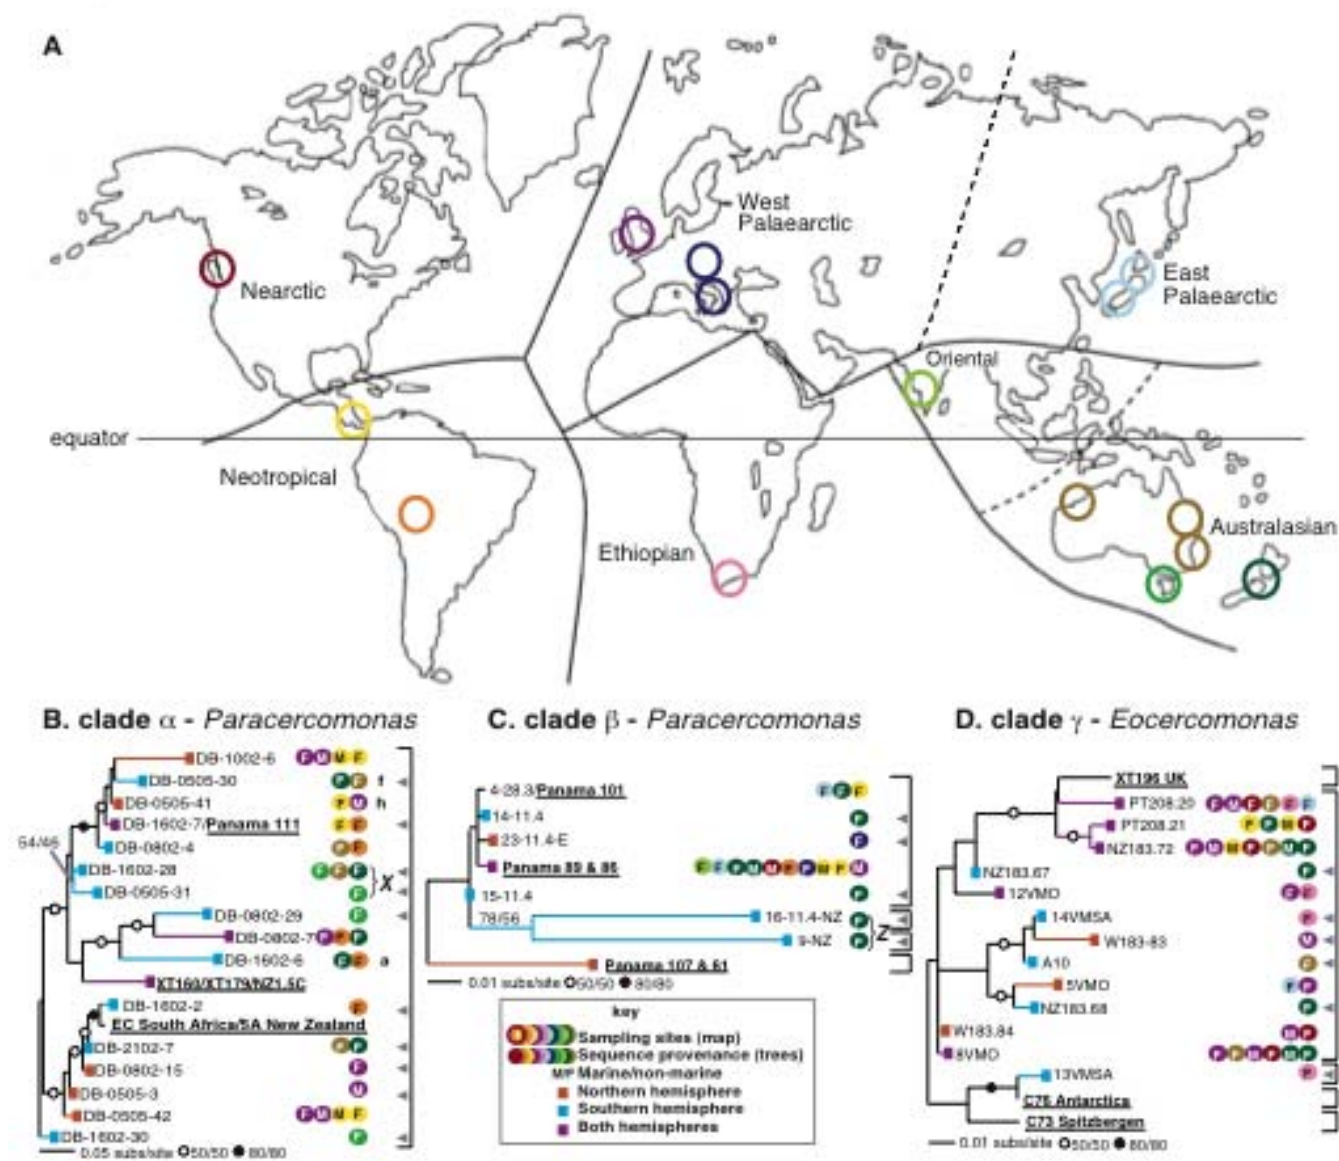 A
West
Palaearctic
Nearctic
East
Palaearctic
Oriental
equator
Neotropical
Ethiopian
Australasian
B. clade α - Paracercomonas
DB-1002-6 F M M F
DB-0505-30 F F f
DB-0505-41 F M h
DB-1602-7/Panama 111 F F
DB-0802-4 F F
54/46
DB-1602-28 F F F
χ
DB-0505-31 F
DB-0802-29 F
DB-0802-7 F F F
DB-1602-6 F F a
XT160/XT179/NZ1.5C
DB-1602-2 F
EC South Africa/5A New Zealand
DB-2102-7 F F
DB-0802-15 F
DB-0505-3 M
DB-0505-42 F M M F
DB-1602-30 F
0.05 subs/site 50/50 80/80
C. clade β - Paracercomonas
4-28.3/Panama 101 F F F
14-11.4 F
23-11.4-E F
Panama 89 & 86
15-11.4
78/56
16-11.4-NZ F
Z
9-NZ F
Panama 107 & 61
0.01 subs/site 50/50 80/80
key
Sampling sites (map)
Sequence provenance (trees)
M/F Marine/non-marine
Northern hemisphere
Southern hemisphere
Both hemispheres
D. clade γ - Eocercomonas
XT196 UK
PT208.20 F M F F F F
PT208.21 F F M F
NZ183.72 F M M F F M F
NZ183.67 F
12VMO F F
14VMSA F
W183-83 M
A10 F
5VMO F F
NZ183.68 F
W183.84 M F
8VMO F F M F M F
13VMSA F
C76 Antarctica
C73 Spitzbergen
0.01 subs/site 50/50 80/80